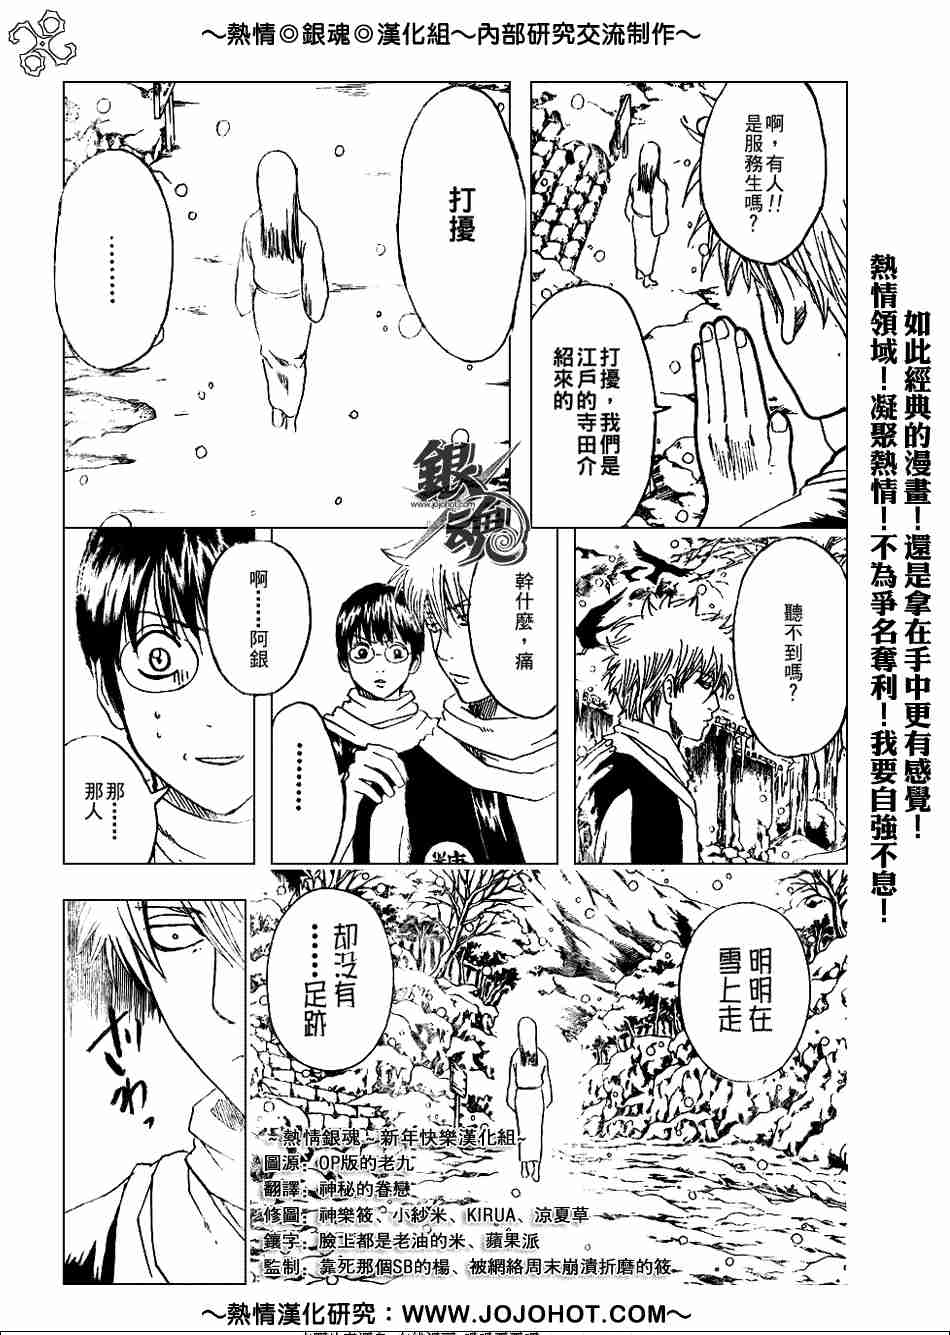 ～熱情◎銀魂◎漢化組～內部研究交流制作～
啊，有人!!
是服務生嗎？
打擾，我們是
江戶的寺田介
紹來的
打擾
………
銀魂
www.jojohot.com
聽不到嗎？
幹什麼，痛
………
啊……阿銀
那……
那人
明明在
雪上走
却没有
……足跡
ざわ
如此經典的漫畫！還是拿在手中更有感覺！
熱情領域！凝聚熱情！不為爭名奪利！我要自強不息！
~熱情銀魂~新年快樂漢化組~
圖源：OP版的老九
翻譯：神秘的眷戀
修圖：神樂筱、小紗米、KIRUA、涼夏草
鑲字：臉上都是老油的米、蘋果派
監制：靠死那個SB的楊、被網絡周末崩潰折磨的筱
～熱情漢化研究：WWW.JOJOHOT.COM～